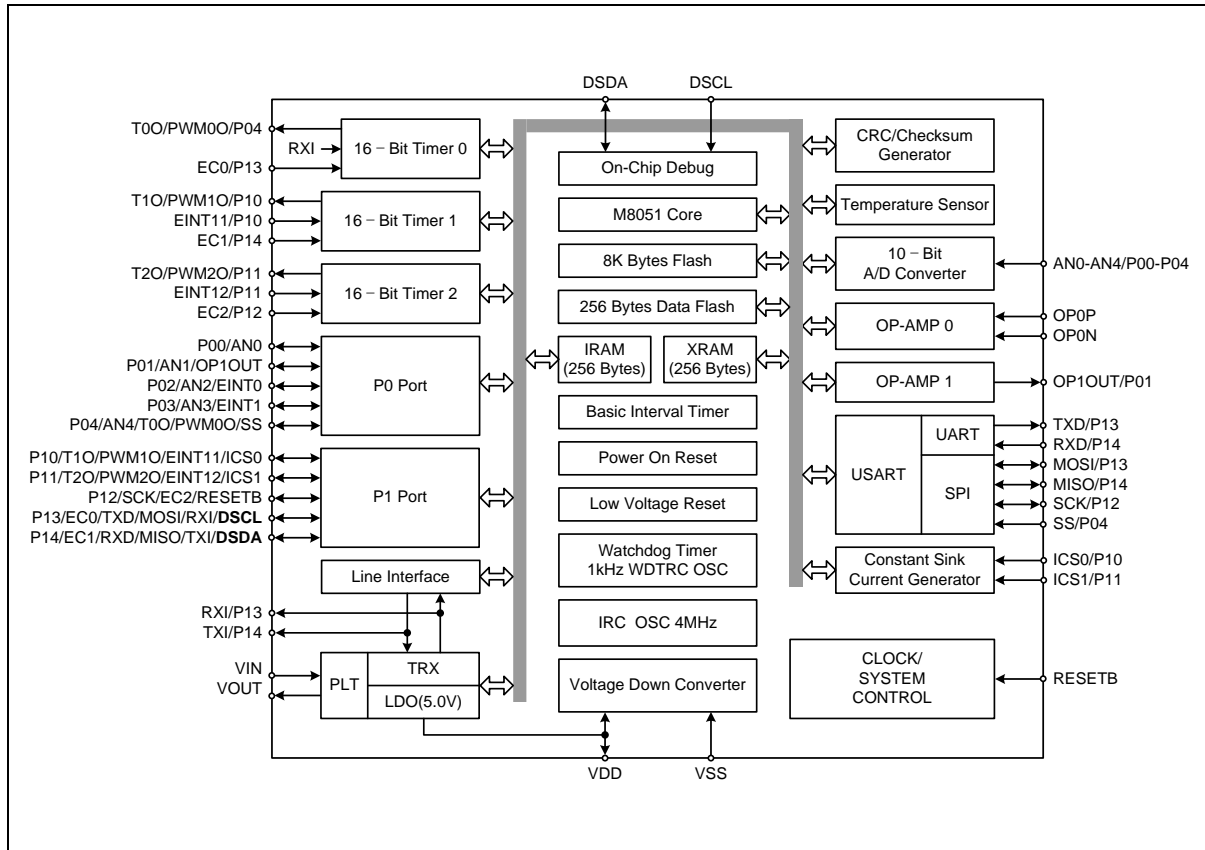 DSDA
DSCL
T0O/PWM0O/P04
RXI
EC0/P13
16 – Bit Timer 0
T1O/PWM1O/P10
EINT11/P10
EC1/P14
16 – Bit Timer 1
T2O/PWM2O/P11
EINT12/P11
EC2/P12
16 – Bit Timer 2
P00/AN0
P01/AN1/OP1OUT
P02/AN2/EINT0
P03/AN3/EINT1
P04/AN4/T0O/PWM0O/SS
P0 Port
P10/T1O/PWM1O/EINT11/ICS0
P11/T2O/PWM2O/EINT12/ICS1
P12/SCK/EC2/RESETB
P13/EC0/TXD/MOSI/RXI/DSCL
P14/EC1/RXD/MISO/TXI/DSDA
P1 Port
Line Interface
RXI/P13
TXI/P14
VIN
VOUT
PLT
TRX
LDO(5.0V)
On-Chip Debug
M8051 Core
8K Bytes Flash
256 Bytes Data Flash
IRAM
(256 Bytes)
XRAM
(256 Bytes)
Basic Interval Timer
Power On Reset
Low Voltage Reset
Watchdog Timer
1kHz WDTRC OSC
IRC OSC 4MHz
Voltage Down Converter
VDD
VSS
CRC/Checksum
Generator
Temperature Sensor
10 – Bit
A/D Converter
AN0-AN4/P00-P04
OP-AMP 0
OP0P
OP0N
OP-AMP 1
OP1OUT/P01
USART
UART
SPI
TXD/P13
RXD/P14
MOSI/P13
MISO/P14
SCK/P12
SS/P04
Constant Sink
Current Generator
ICS0/P10
ICS1/P11
CLOCK/
SYSTEM
CONTROL
RESETB